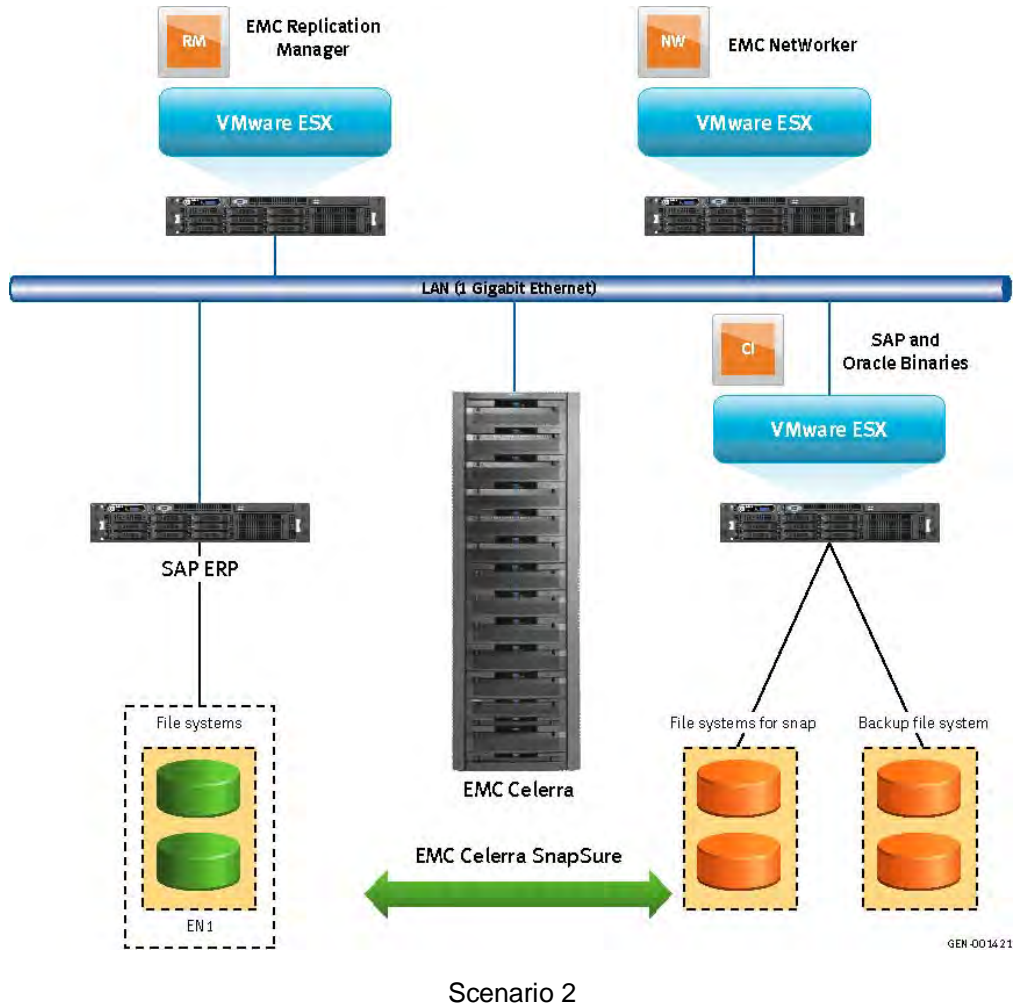 RM
EMC Replication
Manager
NW
EMC NetWorker
VMware ESX
VMware ESX
LAN (1 Gigabit Ethernet)
CI
SAP and
Oracle Binaries
VMware ESX
SAP ERP
File systems
EN1
EMC Celerra
File systems for snap
Backup file system
EMC Celerra SnapSure
GEN-001421
Scenario 2